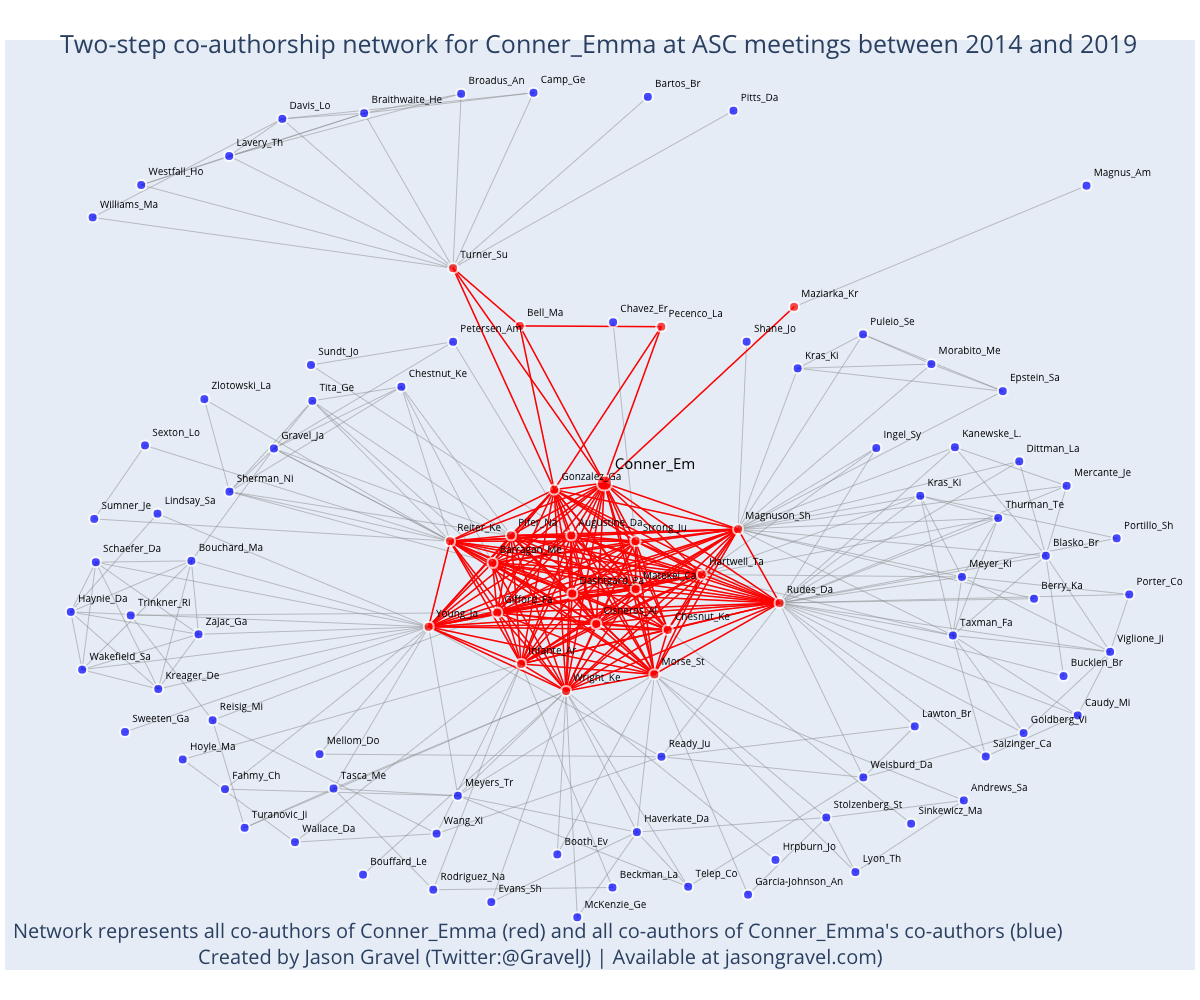 Two-step co-authorship network for Conner_Emma at ASC meetings between 2014 and 2019
Broadus_An
Camp_Ge
Bartos_Br
Pitts_Da
Braithwaite_He
Davis_Lo
Lavery_Th
Westfall_Ho
Magnus_Am
Williams_Ma
Turner_Su
Maziarka_Kr
Bell_Ma
Chavez_Er
Pecenco_La
Petersen_Am
Shane_Jo
Puleio_Se
Sundt_Jo
Kras_Ki
Morabito_Me
Zlotowski_La
Tita_Ge
Chestnut_Ke
Epstein_Sa
Sexton_Lo
Gravel_Ja
Ingel_Sy
Kanewske_L.
Dittman_La
Conner_Em
Sherman_Ni
Gonzalez_Ga
Kras_Ki
Mercante_Je
Sumner_Je
Lindsay_Sa
Reiter_Ke
Pifer_Na
Augustine_Da
Strong_Ju
Magnuson_Sh
Thurman_Te
Portillo_Sh
Schaefer_Da
Bouchard_Ma
Barragan_Me
Hartwell_Ta
Blasko_Br
Meyer_Ki
Dashtgard_Pa
Berry_Ka
Porter_Co
Haynie_Da
Trinkner_Ri
Young_Ja
Rudes_Da
Zajac_Ga
Chesnut_Ke
Taxman_Fa
Viglione_Ji
Wakefield_Sa
Kreager_De
Infante_Ar
Wright_Ke
Morse_St
Bucklen_Br
Sweeten_Ga
Reisig_Mi
Lawton_Br
Goldberg_Vi
Caudy_Mi
Hoyle_Ma
Mellom_Do
Ready_Ju
Weisburd_Da
Salzinger_Ca
Fahmy_Ch
Tasca_Me
Meyers_Tr
Andrews_Sa
Turanovic_Ji
Wallace_Da
Wang_Xi
Haverkate_Da
Stolzenberg_St
Sinkewicz_Ma
Bouffard_Le
Booth_Ev
Hrpburn_Jo
Lyon_Th
Rodriguez_Na
Evans_Sh
Beckman_La
Telep_Co
Garcia-Johnson_An
McKenzie_Ge
Network represents all co-authors of Conner_Emma (red) and all co-authors of Conner_Emma's co-authors (blue)
Created by Jason Gravel (Twitter:@GravelJ) | Available at jasongravel.com)